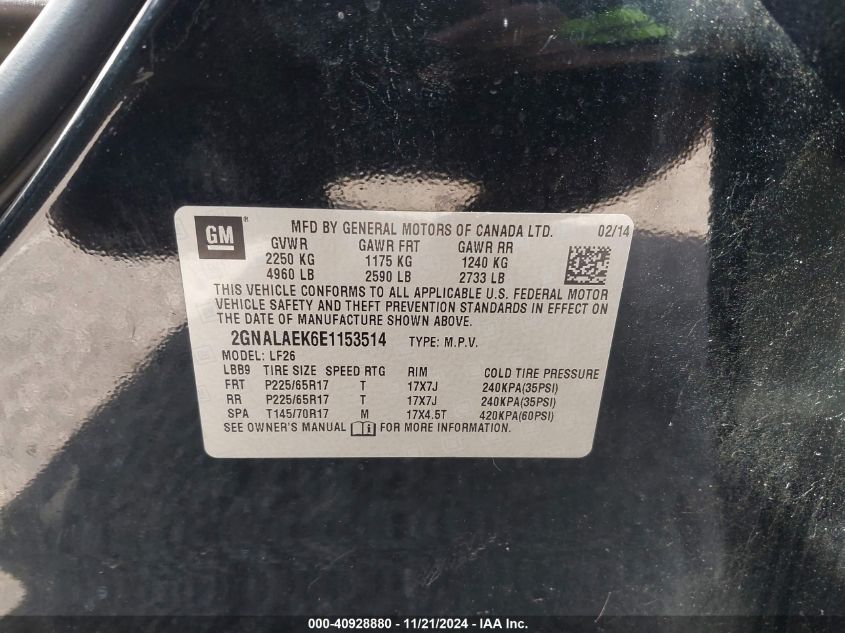 GM ® MFD BY GENERAL MOTORS OF CANADA LTD. 02/14
GVWR GAWR FRT GAWR RR
2250 KG 1175 KG 1240 KG
4960 LB 2590 LB 2733 LB
THIS VEHICLE CONFORMS TO ALL APPLICABLE U.S. FEDERAL MOTOR
VEHICLE SAFETY AND THEFT PREVENTION STANDARDS IN EFFECT ON
THE DATE OF MANUFACTURE SHOWN ABOVE.
2GNALAEK6E1153514 TYPE: M.P.V.
MODEL: LF26
LBB9 TIRE SIZE SPEED RTG RIM COLD TIRE PRESSURE
FRT P225/65R17 T 17X7J 240KPA(35PSI)
RR P225/65R17 T 17X7J 240KPA(35PSI)
SPA T145/70R17 M 17X4.5T 420KPA(60PSI)
SEE OWNER'S MANUAL i FOR MORE INFORMATION.
000-40928880 - 11/21/2024 - IAA Inc.